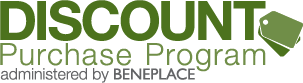 DISCOUNT
Purchase Program
administered by BENEPLACE